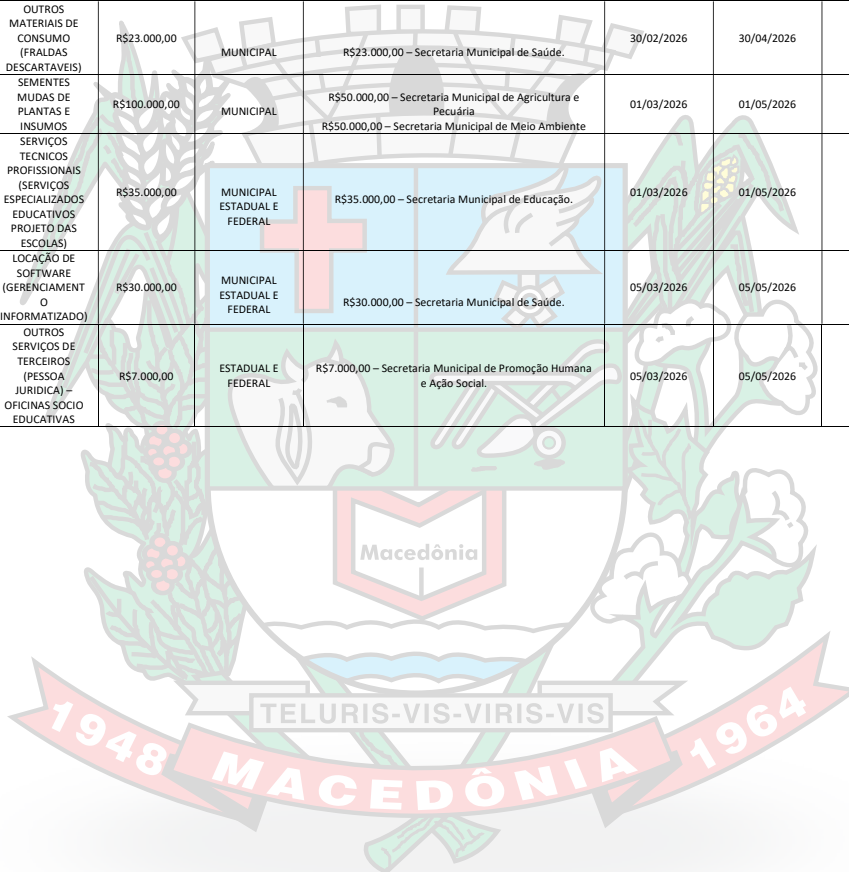 OUTROS
MATERIAIS DE
CONSUMO
(FRALDAS
DESCARTAVEIS)
R$23.000,00
MUNICIPAL
R$23.000,00 – Secretaria Municipal de Saúde.
30/02/2026
30/04/2026
SEMENTES
MUDAS DE
PLANTAS E
INSUMOS
R$100.000,00
MUNICIPAL
R$50.000,00 – Secretaria Municipal de Agricultura e
Pecuária
R$50.000,00 – Secretaria Municipal de Meio Ambiente
01/03/2026
01/05/2026
SERVIÇOS
TECNICOS
PROFISSIONAIS
(SERVIÇOS
ESPECIALIZADOS
EDUCATIVOS
PROJETO DAS
ESCOLAS)
R$35.000,00
MUNICIPAL
ESTADUAL E
FEDERAL
R$35.000,00 – Secretaria Municipal de Educação.
01/03/2026
01/05/2026
LOCAÇÃO DE
SOFTWARE
(GERENCIAMENT
O
INFORMATIZADO)
R$30.000,00
MUNICIPAL
ESTADUAL E
FEDERAL
R$30.000,00 – Secretaria Municipal de Saúde.
05/03/2026
05/05/2026
OUTROS
SERVIÇOS DE
TERCEIROS
(PESSOA
JURIDICA) –
OFICINAS SOCIO
EDUCATIVAS
R$7.000,00
ESTADUAL E
FEDERAL
R$7.000,00 – Secretaria Municipal de Promoção Humana
e Ação Social.
05/03/2026
05/05/2026
Macedônia
TELURIS-VIS-VIRIS-VIS
1948 MACEDÔNIA 1964